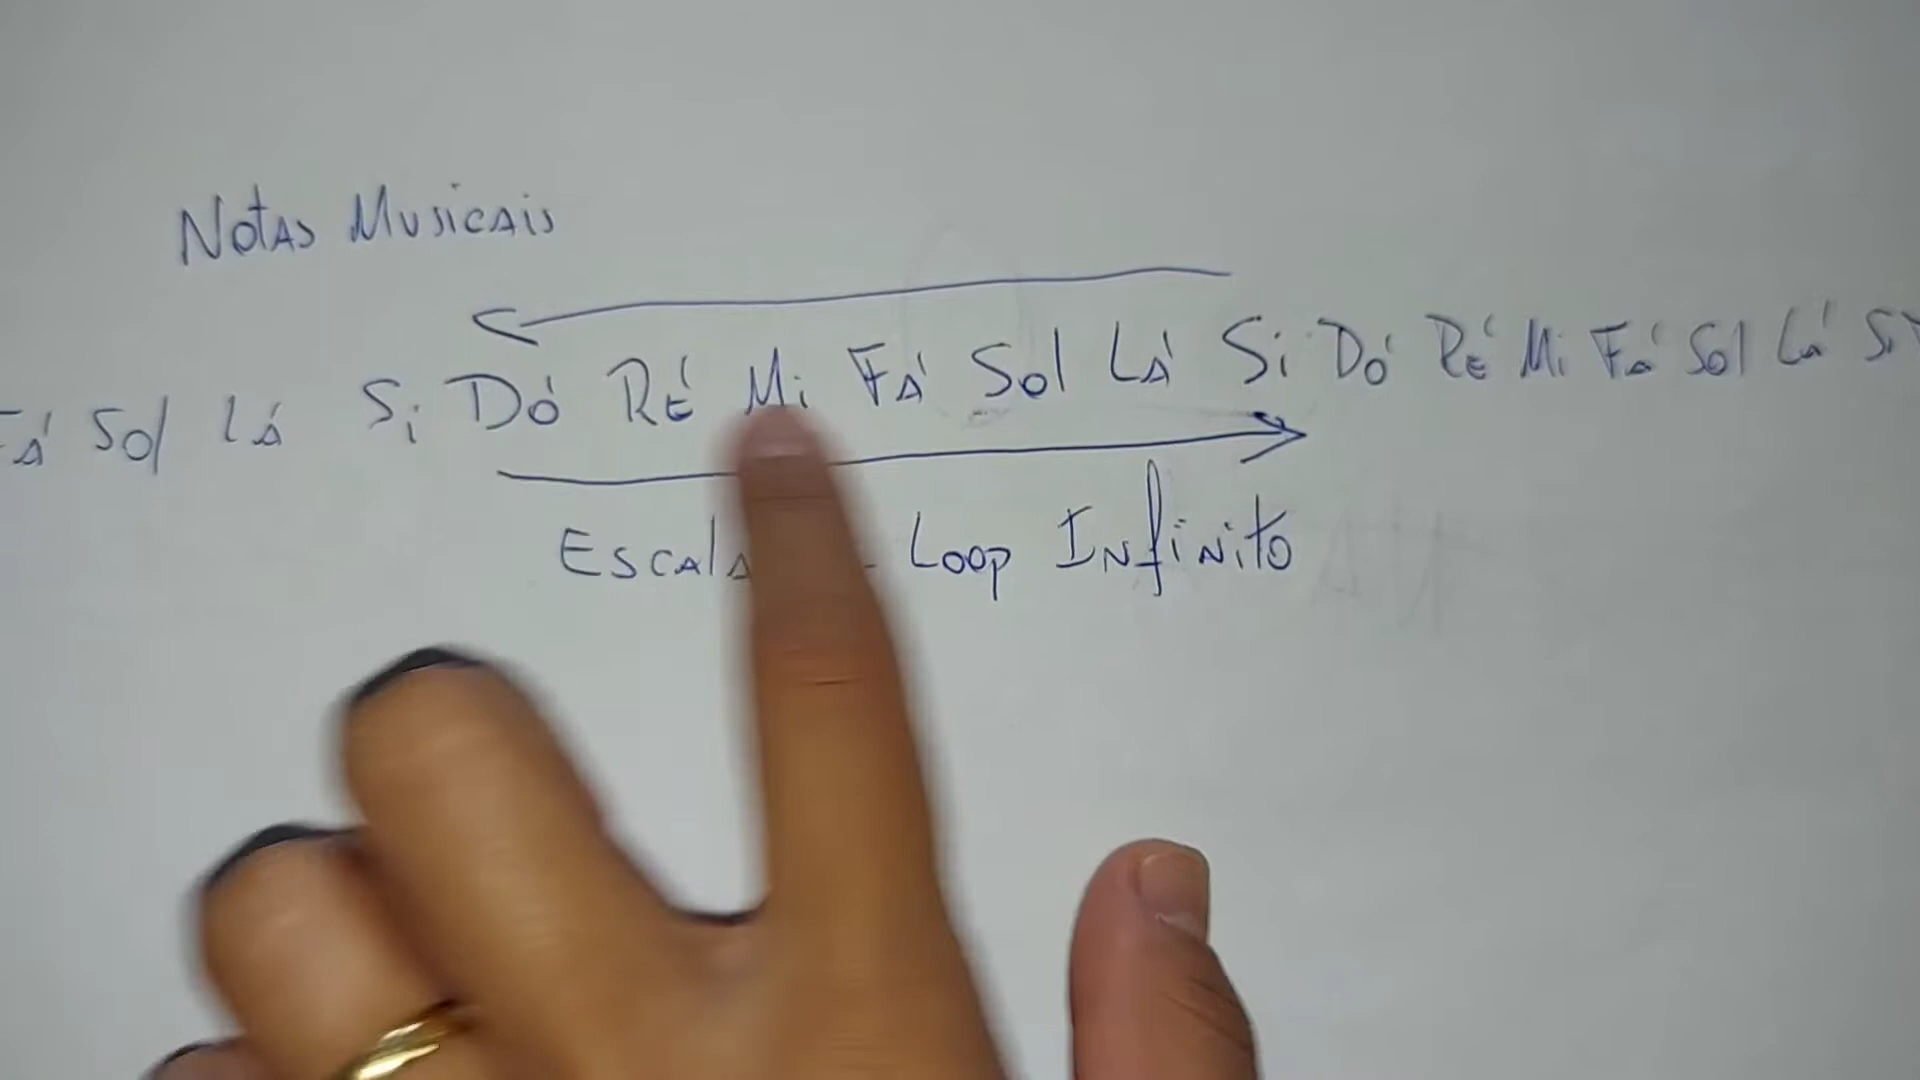 Notas Musicais
Fá Sol Lá Si Dó Ré Mi Fá Sol Lá Si Dó Ré Mi Fá Sol Lá Si
Escala - Loop Infinito